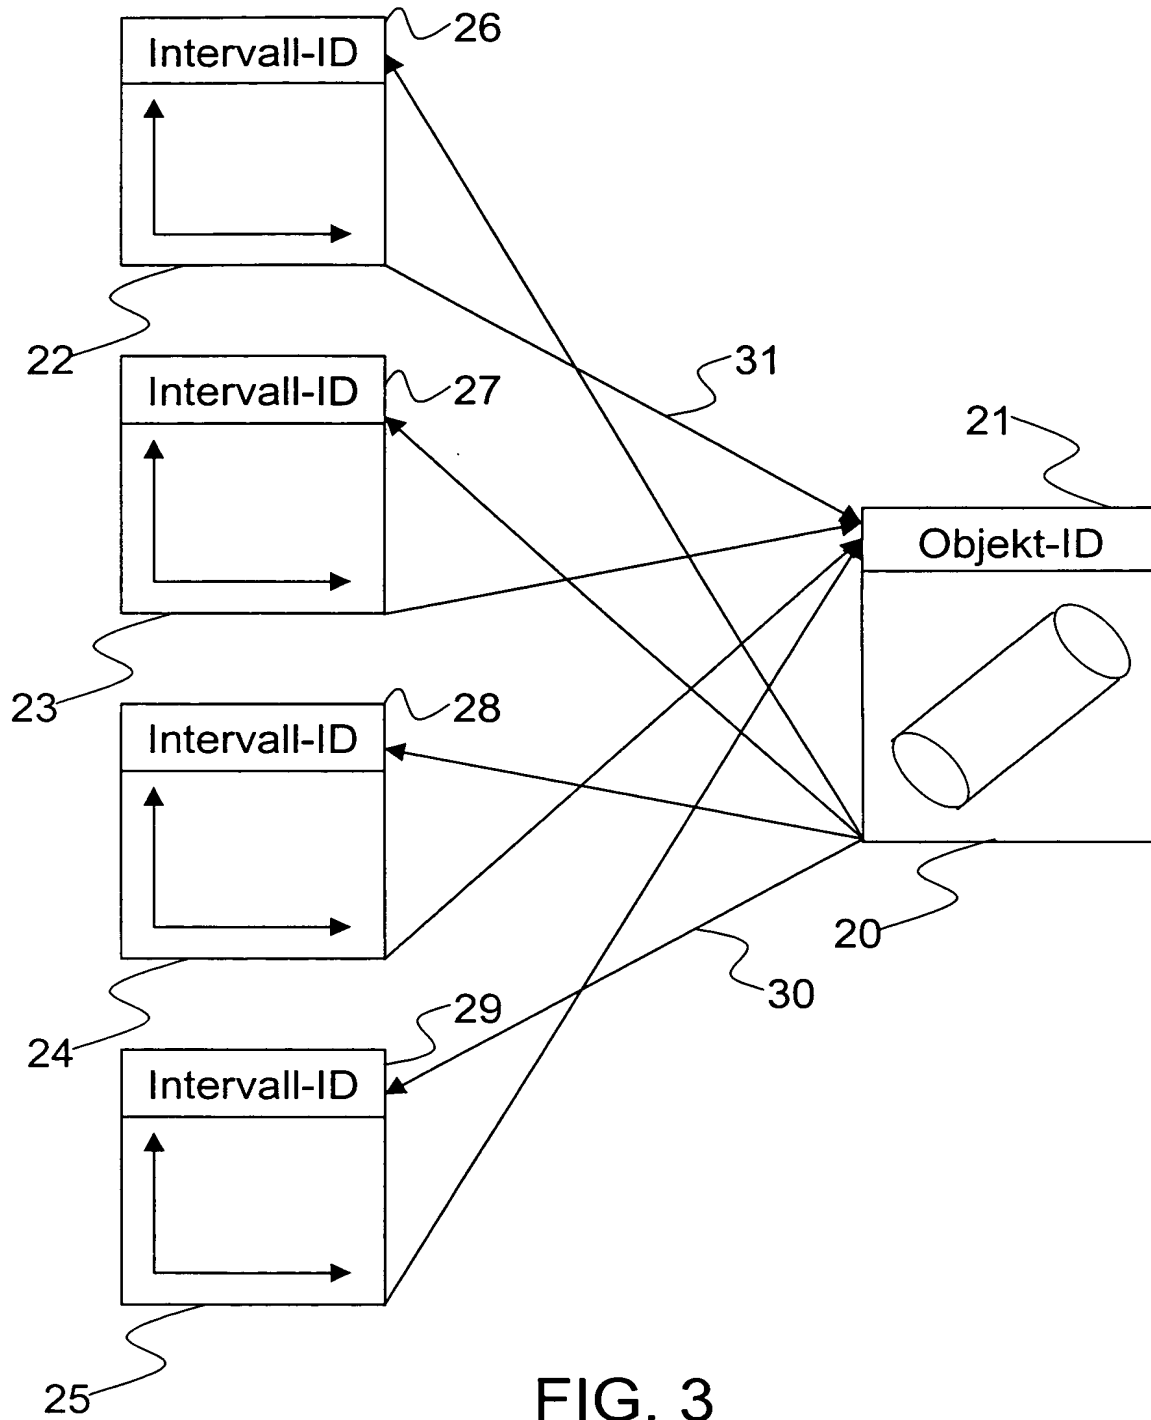 26
Intervall-ID
22
31
27
Intervall-ID
21
Objekt-ID
23
28
Intervall-ID
20
30
24
29
Intervall-ID
25
FIG. 3